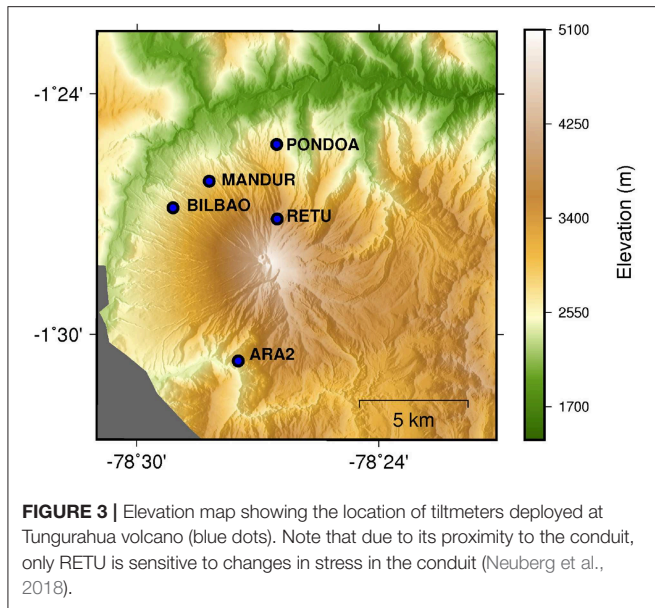 -1˚24'
-1˚30'
-78˚30'
-78˚24'
PONDOA
MANDUR
BILBAO
RETU
ARA2
5 km
5100
4250
3400
2550
1700
Elevation (m)
FIGURE 3 | Elevation map showing the location of tiltmeters deployed at
Tungurahua volcano (blue dots). Note that due to its proximity to the conduit,
only RETU is sensitive to changes in stress in the conduit (Neuberg et al.,
2018).